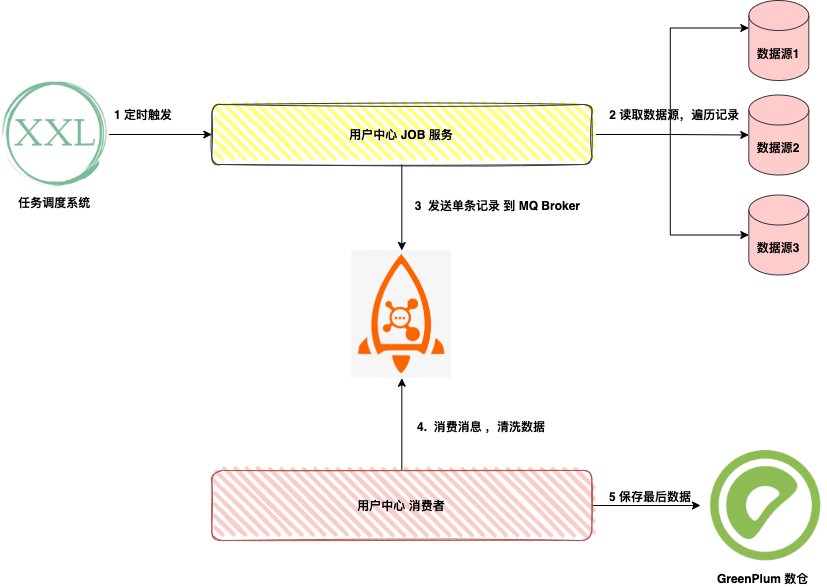 数据源1
1 定时触发
XXL
用户中心 JOB 服务
2 读取数据源，遍历记录
数据源2
任务调度系统
3 发送单条记录 到 MQ Broker
数据源3
4. 消费消息 ，清洗数据
用户中心 消费者
5 保存最后数据
GreenPlum 数仓